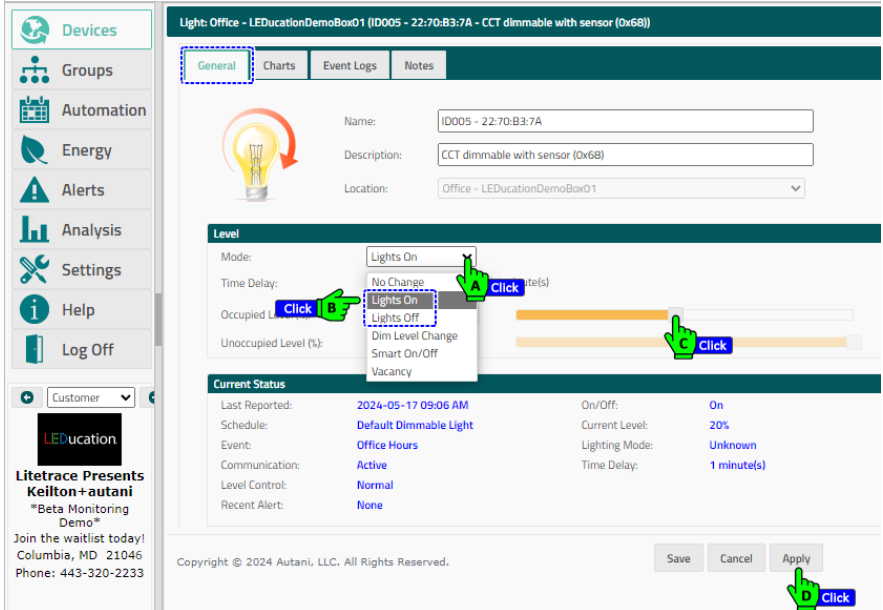 Devices
Groups
Automation
Energy
Alerts
Analysis
Settings
Help
Log Off
Customer
LEDucation
Litetrace Presents
Keilton+autani
*Beta Monitoring
Demo*
Join the waitlist today!
Columbia, MD 21046
Phone: 443-320-2233
Light: Office - LEDucationDemoBox01 (ID005 - 22:70:B3:7A - CCT dimmable with sensor (0x68))
General Charts Event Logs Notes
Name: ID005 - 22:70:B3:7A
Description: CCT dimmable with sensor (0x68)
Location: Office - LEDucationDemoBox01
Level
Mode: Lights On
A Click
Time Delay:
No Change
Click B
Lights On
Lights Off
Dim Level Change
Smart On/Off
Vacancy
Occupied
C Click
Unoccupied Level (%):
Current Status
Last Reported: 2024-05-17 09:06 AM On/Off: On
Schedule: Default Dimmable Light Current Level: 20%
Event: Office Hours Lighting Mode: Unknown
Communication: Active Time Delay: 1 minute(s)
Level Control: Normal
Recent Alert: None
Copyright © 2024 Autani, LLC. All Rights Reserved.
Save Cancel Apply
D Click